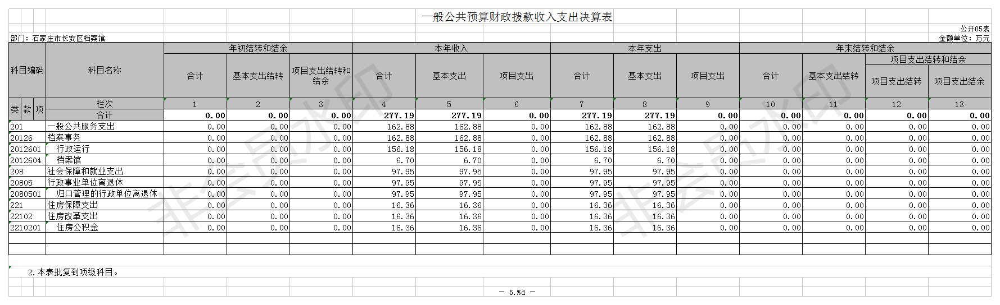 一般公共预算财政拨款收入支出决算表
公开05表
部门：石家庄市长安区档案馆 金额单位：万元
科目编码 科目名称 年初结转和结余 本年收入 本年支出 年末结转和结余
合计 基本支出结转 项目支出结转和结余 合计 基本支出 项目支出 合计 基本支出 项目支出 合计 基本支出结转 项目支出结转和结余
项目支出结转 项目支出结余
类 款 项 栏次 1 2 3 4 5 6 7 8 9 10 11 12 13
合计 0.00 0.00 0.00 277.19 277.19 0.00 277.19 277.19 0.00 0.00 0.00 0.00 0.00
201 一般公共服务支出 0.00 0.00 0.00 162.88 162.88 0.00 162.88 162.88 0.00 0.00 0.00 0.00 0.00
20126 档案事务 0.00 0.00 0.00 162.88 162.88 0.00 162.88 162.88 0.00 0.00 0.00 0.00 0.00
2012601 行政运行 0.00 0.00 0.00 156.18 156.18 0.00 156.18 156.18 0.00 0.00 0.00 0.00 0.00
2012604 档案馆 0.00 0.00 0.00 6.70 6.70 0.00 6.70 6.70 0.00 0.00 0.00 0.00 0.00
208 社会保障和就业支出 0.00 0.00 0.00 97.95 97.95 0.00 97.95 97.95 0.00 0.00 0.00 0.00 0.00
20805 行政事业单位离退休 0.00 0.00 0.00 97.95 97.95 0.00 97.95 97.95 0.00 0.00 0.00 0.00 0.00
2080501 归口管理的行政单位离退休 0.00 0.00 0.00 97.95 97.95 0.00 97.95 97.95 0.00 0.00 0.00 0.00 0.00
221 住房保障支出 0.00 0.00 0.00 16.36 16.36 0.00 16.36 16.36 0.00 0.00 0.00 0.00 0.00
22102 住房改革支出 0.00 0.00 0.00 16.36 16.36 0.00 16.36 16.36 0.00 0.00 0.00 0.00 0.00
2210201 住房公积金 0.00 0.00 0.00 16.36 16.36 0.00 16.36 16.36 0.00 0.00 0.00 0.00 0.00
2.本表批复到项级科目。
— 5.%d —
非会员水印
非会员水印